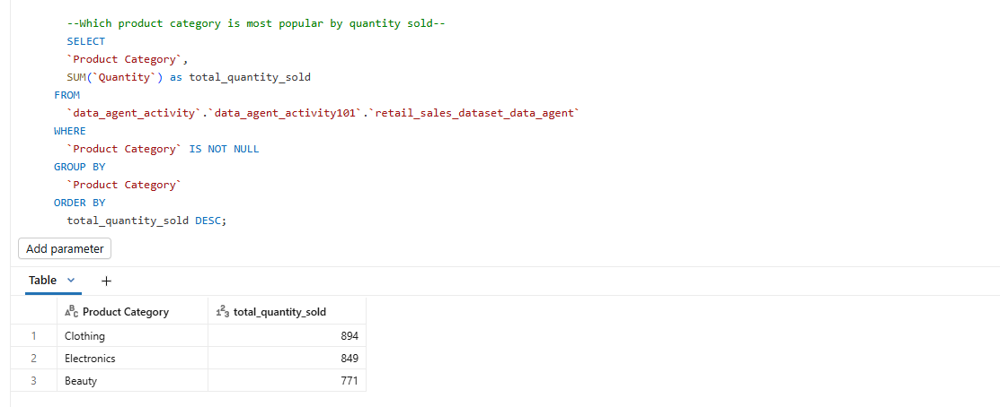 --Which product category is most popular by quantity sold--
SELECT
`Product Category`,
SUM(`Quantity`) as total_quantity_sold
FROM
`data_agent_activity`.`data_agent_activity101`.`retail_sales_dataset_data_agent`
WHERE
`Product Category` IS NOT NULL
GROUP BY
`Product Category`
ORDER BY
total_quantity_sold DESC;
Add parameter
Table +
ABC Product Category 123 total_quantity_sold
1 Clothing 894
2 Electronics 849
3 Beauty 771